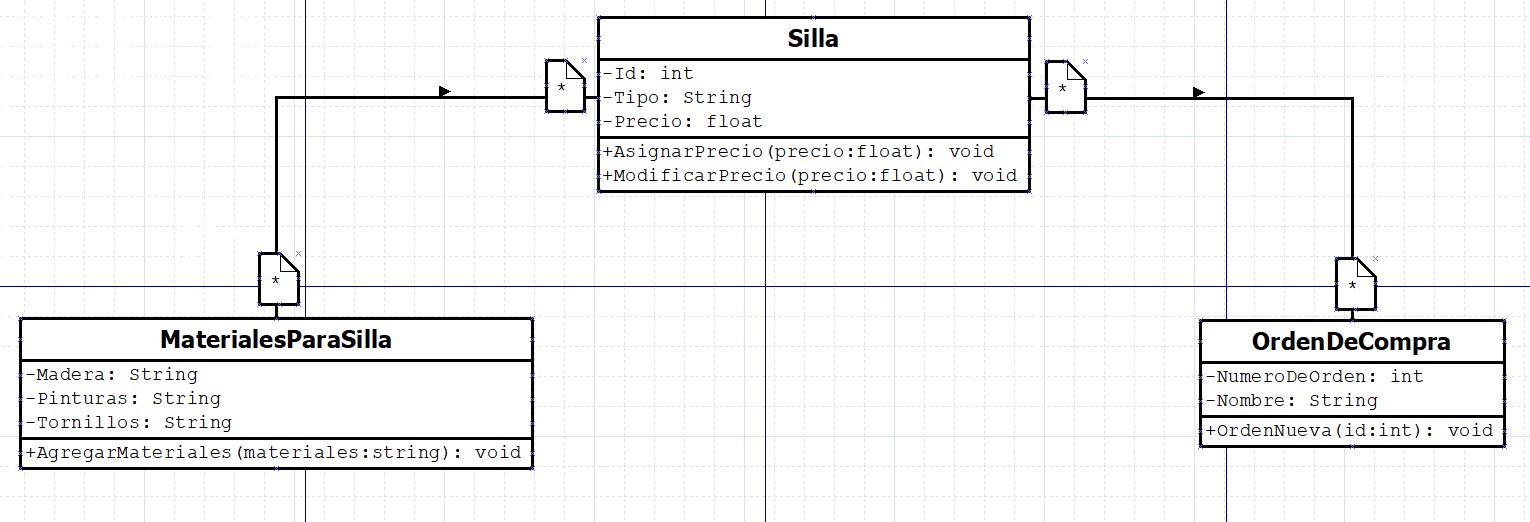 Silla
-Id: int
-Tipo: String
-Precio: float
+AsignarPrecio(precio:float): void
+ModificarPrecio(precio:float): void
*
*
*
*
MaterialesParaSilla
-Madera: String
-Pinturas: String
-Tornillos: String
+AgregarMateriales(materiales:string): void
OrdenDeCompra
-NumeroDeOrden: int
-Nombre: String
+OrdenNueva(id:int): void